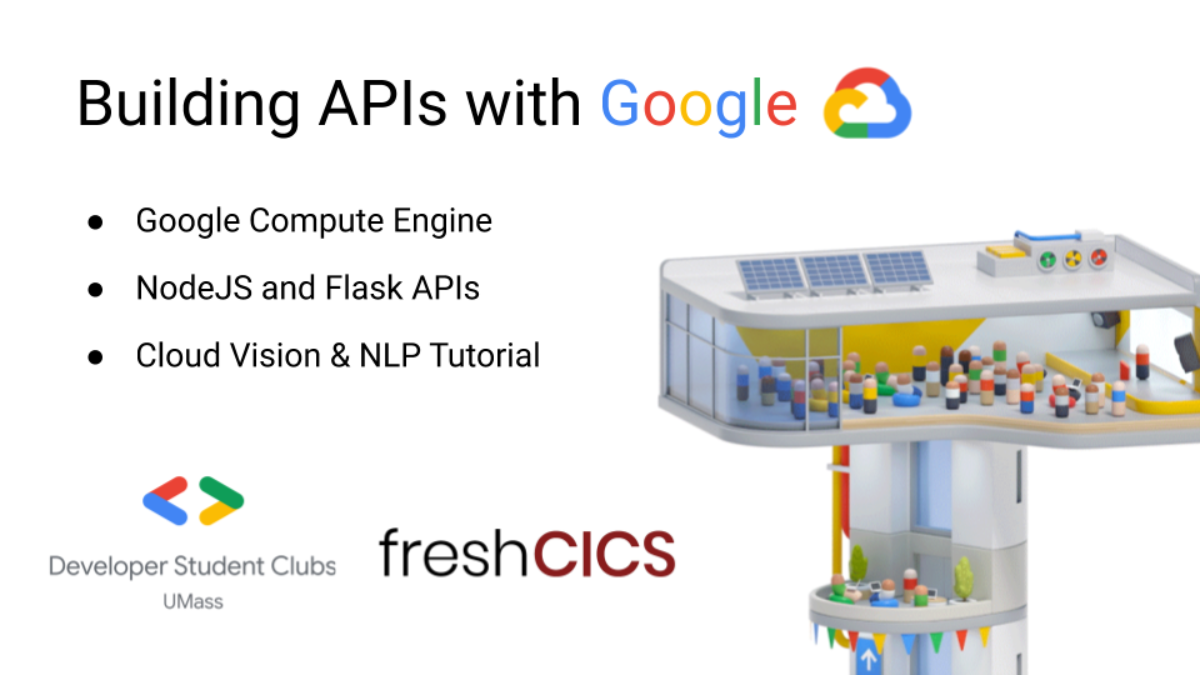 Building APIs with Google
● Google Compute Engine
● NodeJS and Flask APIs
● Cloud Vision & NLP Tutorial
Developer Student Clubs
UMass
freshCICS